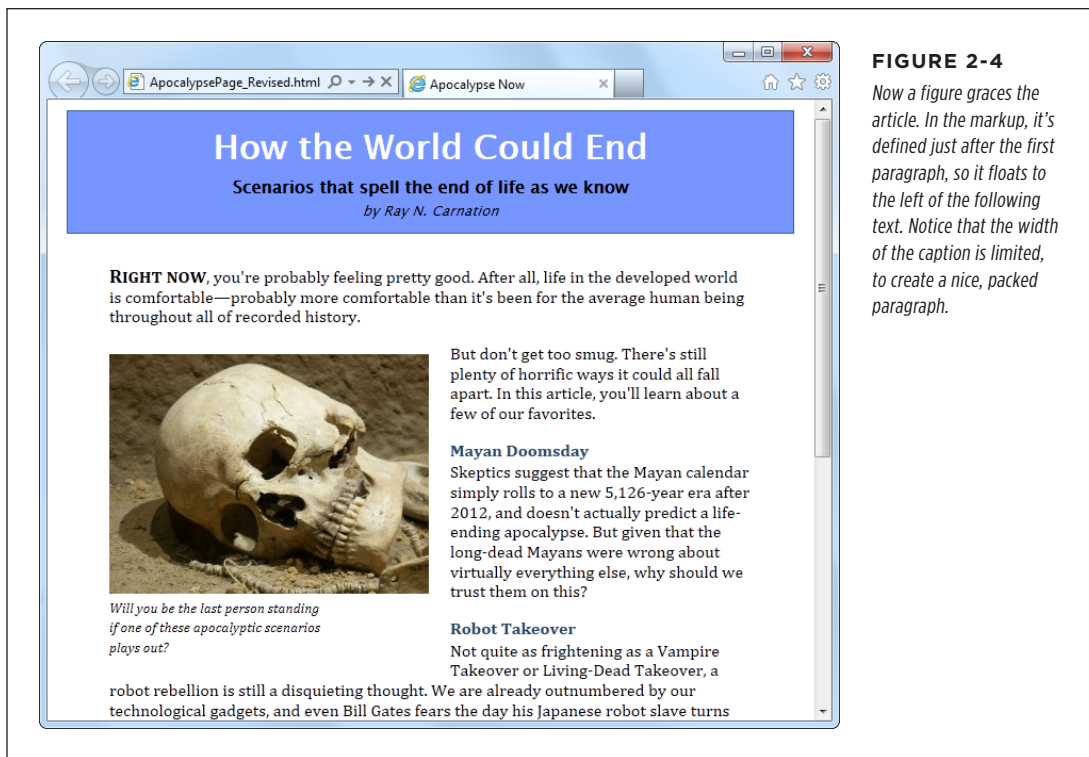 ApocalypsePage_Revised.html
Apocalypse Now
How the World Could End
Scenarios that spell the end of life as we know
by Ray N. Carnation
RIGHT NOW, you're probably feeling pretty good. After all, life in the developed world
is comfortable—probably more comfortable than it's been for the average human being
throughout all of recorded history.
But don't get too smug. There's still
plenty of horrific ways it could all fall
apart. In this article, you'll learn about a
few of our favorites.
Mayan Doomsday
Skeptics suggest that the Mayan calendar
simply rolls to a new 5,126-year era after
2012, and doesn't actually predict a life-
ending apocalypse. But given that the
long-dead Mayans were wrong about
virtually everything else, why should we
trust them on this?
Will you be the last person standing
if one of these apocalyptic scenarios
plays out?
Robot Takeover
Not quite as frightening as a Vampire
Takeover or Living-Dead Takeover, a
robot rebellion is still a disquieting thought. We are already outnumbered by our
technological gadgets, and even Bill Gates fears the day his Japanese robot slave turns
FIGURE 2-4
Now a figure graces the
article. In the markup, it's
defined just after the first
paragraph, so it floats to
the left of the following
text. Notice that the width
of the caption is limited,
to create a nice, packed
paragraph.